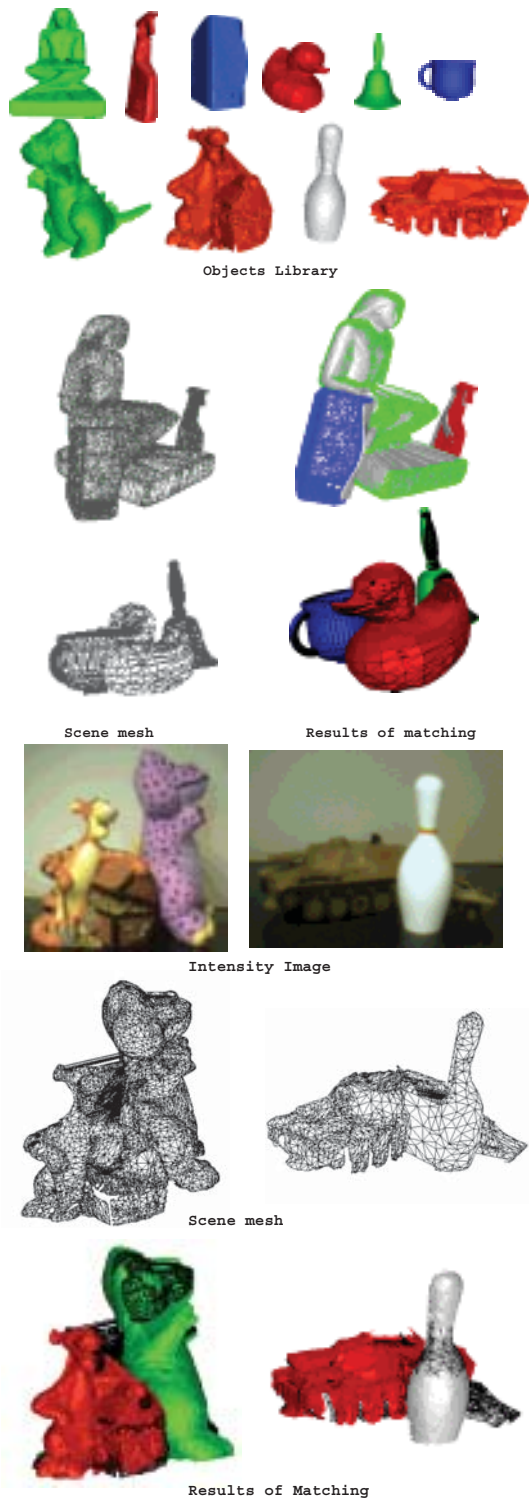 Objects Library
Scene mesh
Results of matching
Intensity Image
Scene mesh
Results of Matching